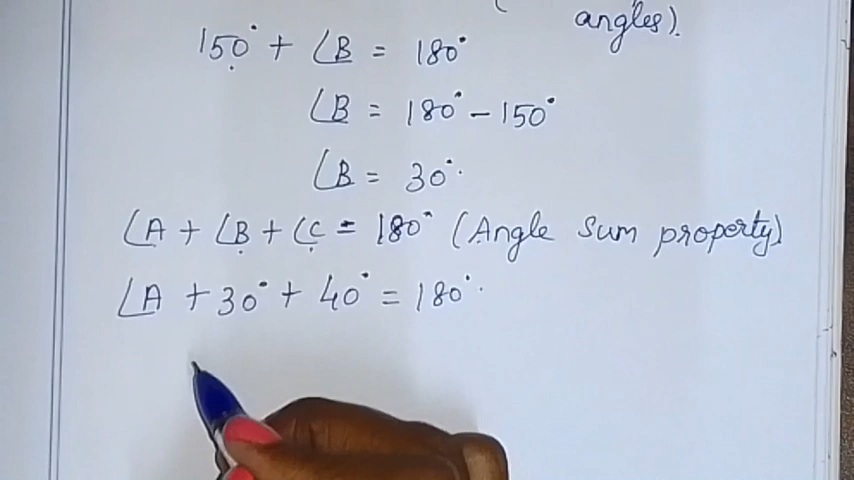 angles).
150° + ∠B = 180°
∠B = 180° - 150°
∠B = 30°.
∠A + ∠B + ∠C = 180° (Angle Sum property)
∠A + 30° + 40° = 180°.